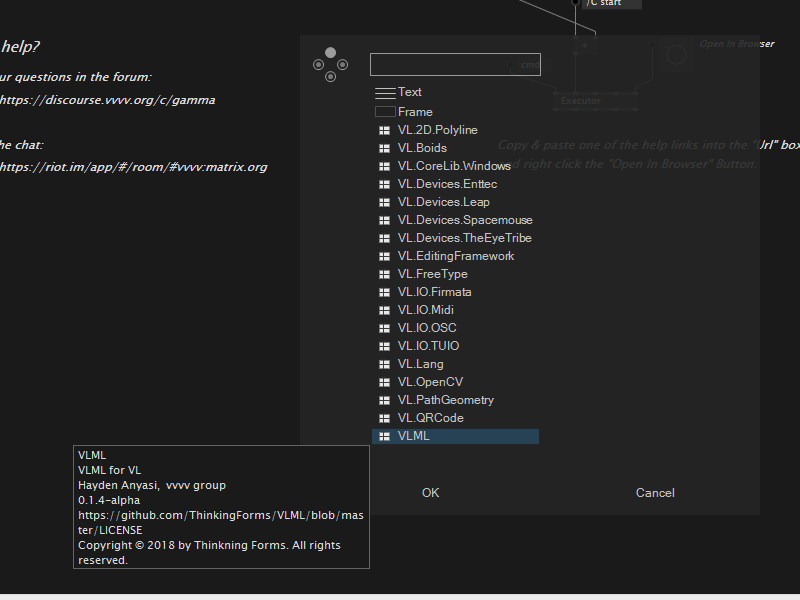 /C start
help?
ur questions in the forum:
https://discourse.vvvv.org/c/gamma
he chat:
https://riot.im/app/#/room/#vvvv:matrix.org
Open In Browser
cmd
Executor
Copy & paste one of the help links into the "Url" box
and right click the "Open In Browser" Button.
Text
Frame
VL.2D.Polyline
VL.Boids
VL.CoreLib.Windows
VL.Devices.Enttec
VL.Devices.Leap
VL.Devices.Spacemouse
VL.Devices.TheEyeTribe
VL.EditingFramework
VL.FreeType
VL.IO.Firmata
VL.IO.Midi
VL.IO.OSC
VL.IO.TUIO
VL.Lang
VL.OpenCV
VL.PathGeometry
VL.QRCode
VLML
OK
Cancel
VLML
VLML for VL
Hayden Anyasi, vvvv group
0.1.4-alpha
https://github.com/ThinkingForms/VLML/blob/mas
ter/LICENSE
Copyright © 2018 by Thinkning Forms. All rights
reserved.